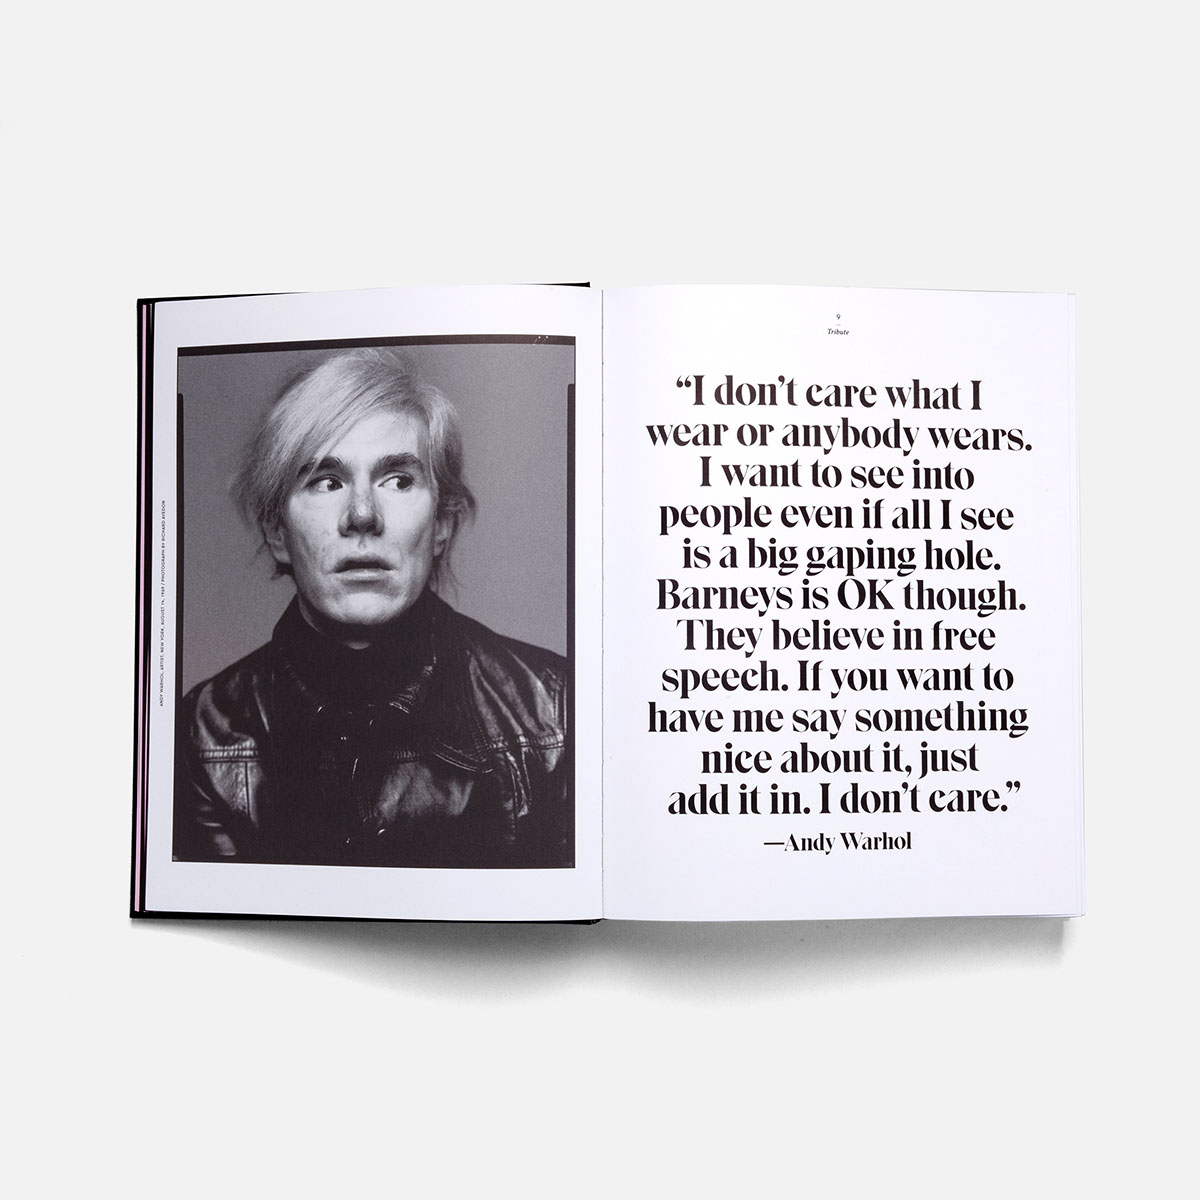 ANDY WARHOL, ARTIST, NEW YORK, AUGUST 14, 1969 / PHOTOGRAPH BY RICHARD AVEDON
9
Tribute
“I don’t care what I
wear or anybody wears.
I want to see into
people even if all I see
is a big gaping hole.
Barneys is OK though.
They believe in free
speech. If you want to
have me say something
nice about it, just
add it in. I don’t care.”
—Andy Warhol